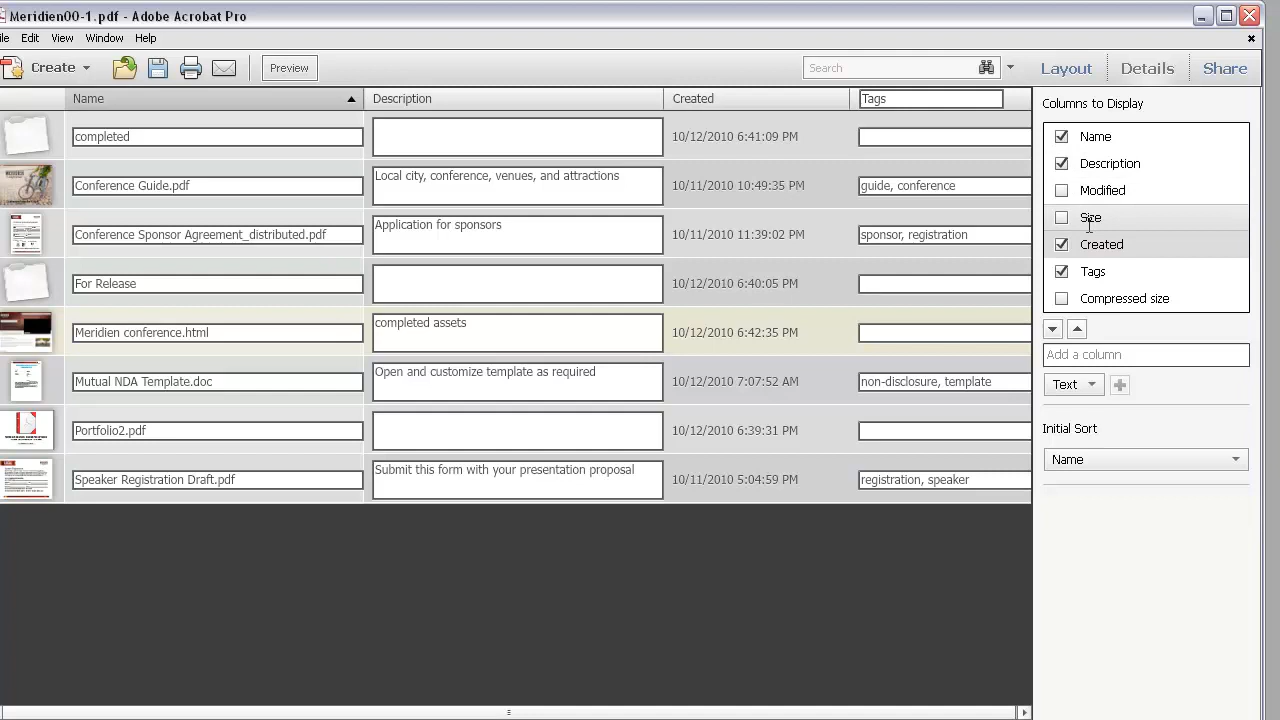 Meridien00-1.pdf - Adobe Acrobat Pro
ile Edit View Window Help
Create Preview Search Layout Details Share
Name Description Created Tags
completed 10/12/2010 6:41:09 PM
Conference Guide.pdf Local city, conference, venues, and attractions 10/11/2010 10:49:35 PM guide, conference
Conference Sponsor Agreement_distributed.pdf Application for sponsors 10/11/2010 11:39:02 PM sponsor, registration
For Release 10/12/2010 6:40:05 PM
Meridien conference.html completed assets 10/12/2010 6:42:35 PM
Mutual NDA Template.doc Open and customize template as required 10/12/2010 7:07:52 AM non-disclosure, template
Portfolio2.pdf 10/12/2010 6:39:31 PM
Speaker Registration Draft.pdf Submit this form with your presentation proposal 10/11/2010 5:04:59 PM registration, speaker
Columns to Display
Name
Description
Modified
Size
Created
Tags
Compressed size
Add a column
Text
Initial Sort
Name